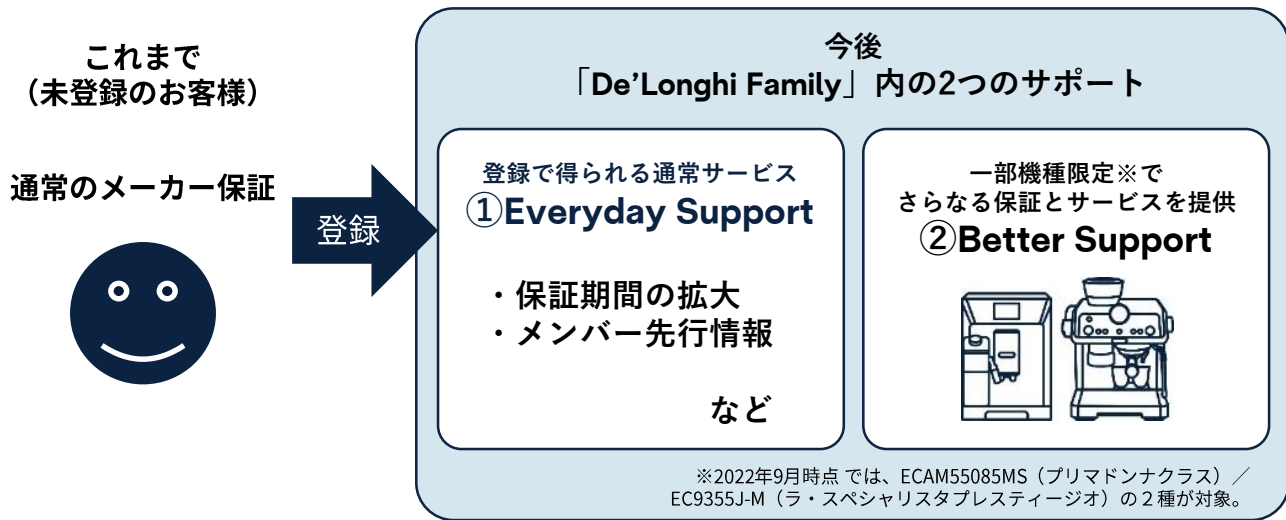 これまで
（未登録のお客様）
通常のメーカー保証
登録
今後
「De’Longhi Family」内の2つのサポート
登録で得られる通常サービス
①Everyday Support
・保証期間の拡大
・メンバー先行情報
など
一部機種限定※で
さらなる保証とサービスを提供
②Better Support
※2022年9月時点 では、ECAM55085MS（プリマドンナクラス）／
EC9355J-M（ラ・スペシャリスタプレスティージオ）の２種が対象。